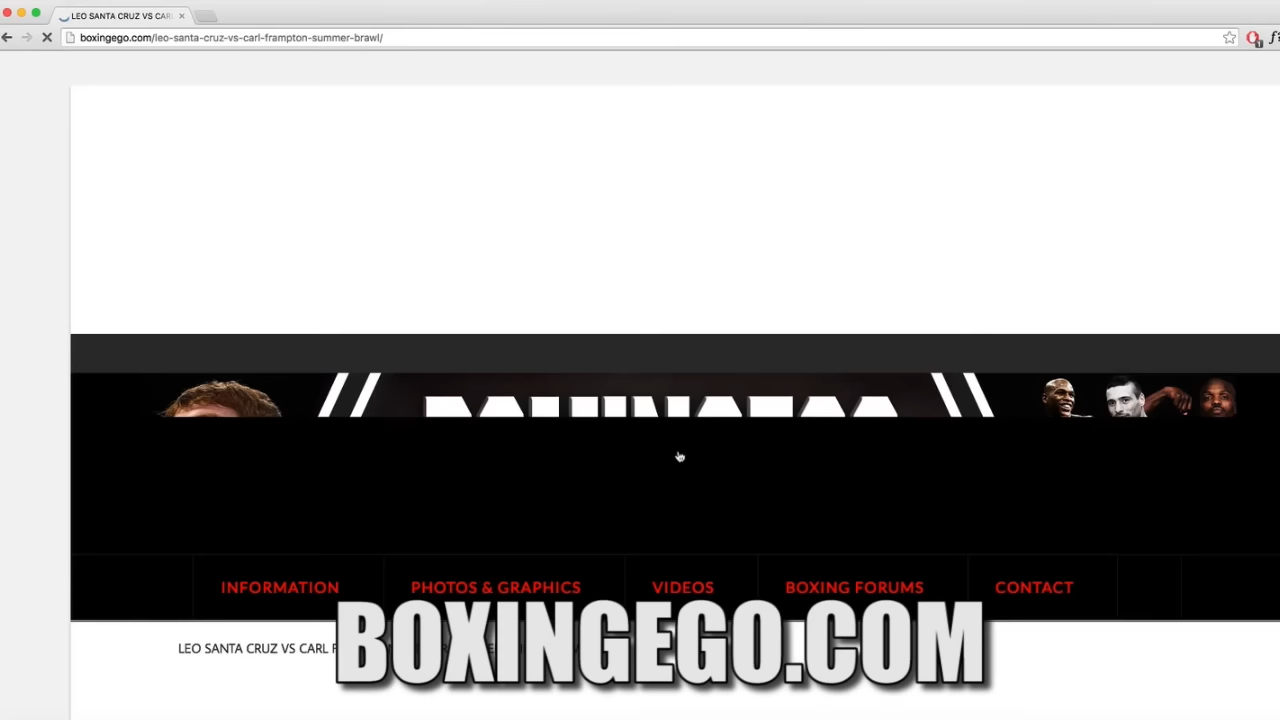 LEO SANTA CRUZ VS CAR
boxingego.com/leo-santa-cruz-vs-carl-frampton-summer-brawl/
INFORMATION PHOTOS & GRAPHICS VIDEOS BOXING FORUMS CONTACT
LEO SANTA CRUZ VS CARL
BOXINGEGO.COM